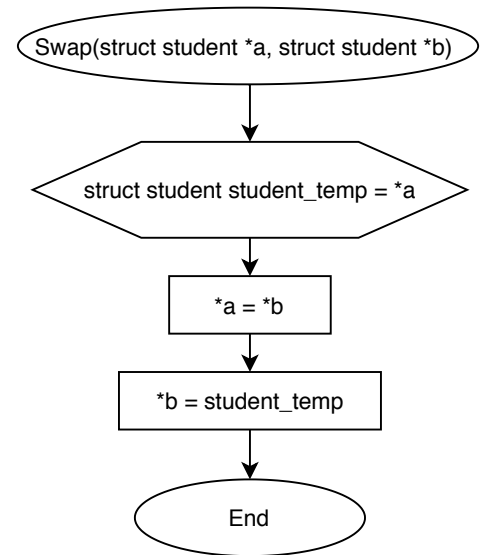 Swap(struct student *a, struct student *b)
struct student student_temp = *a
*a = *b
*b = student_temp
End